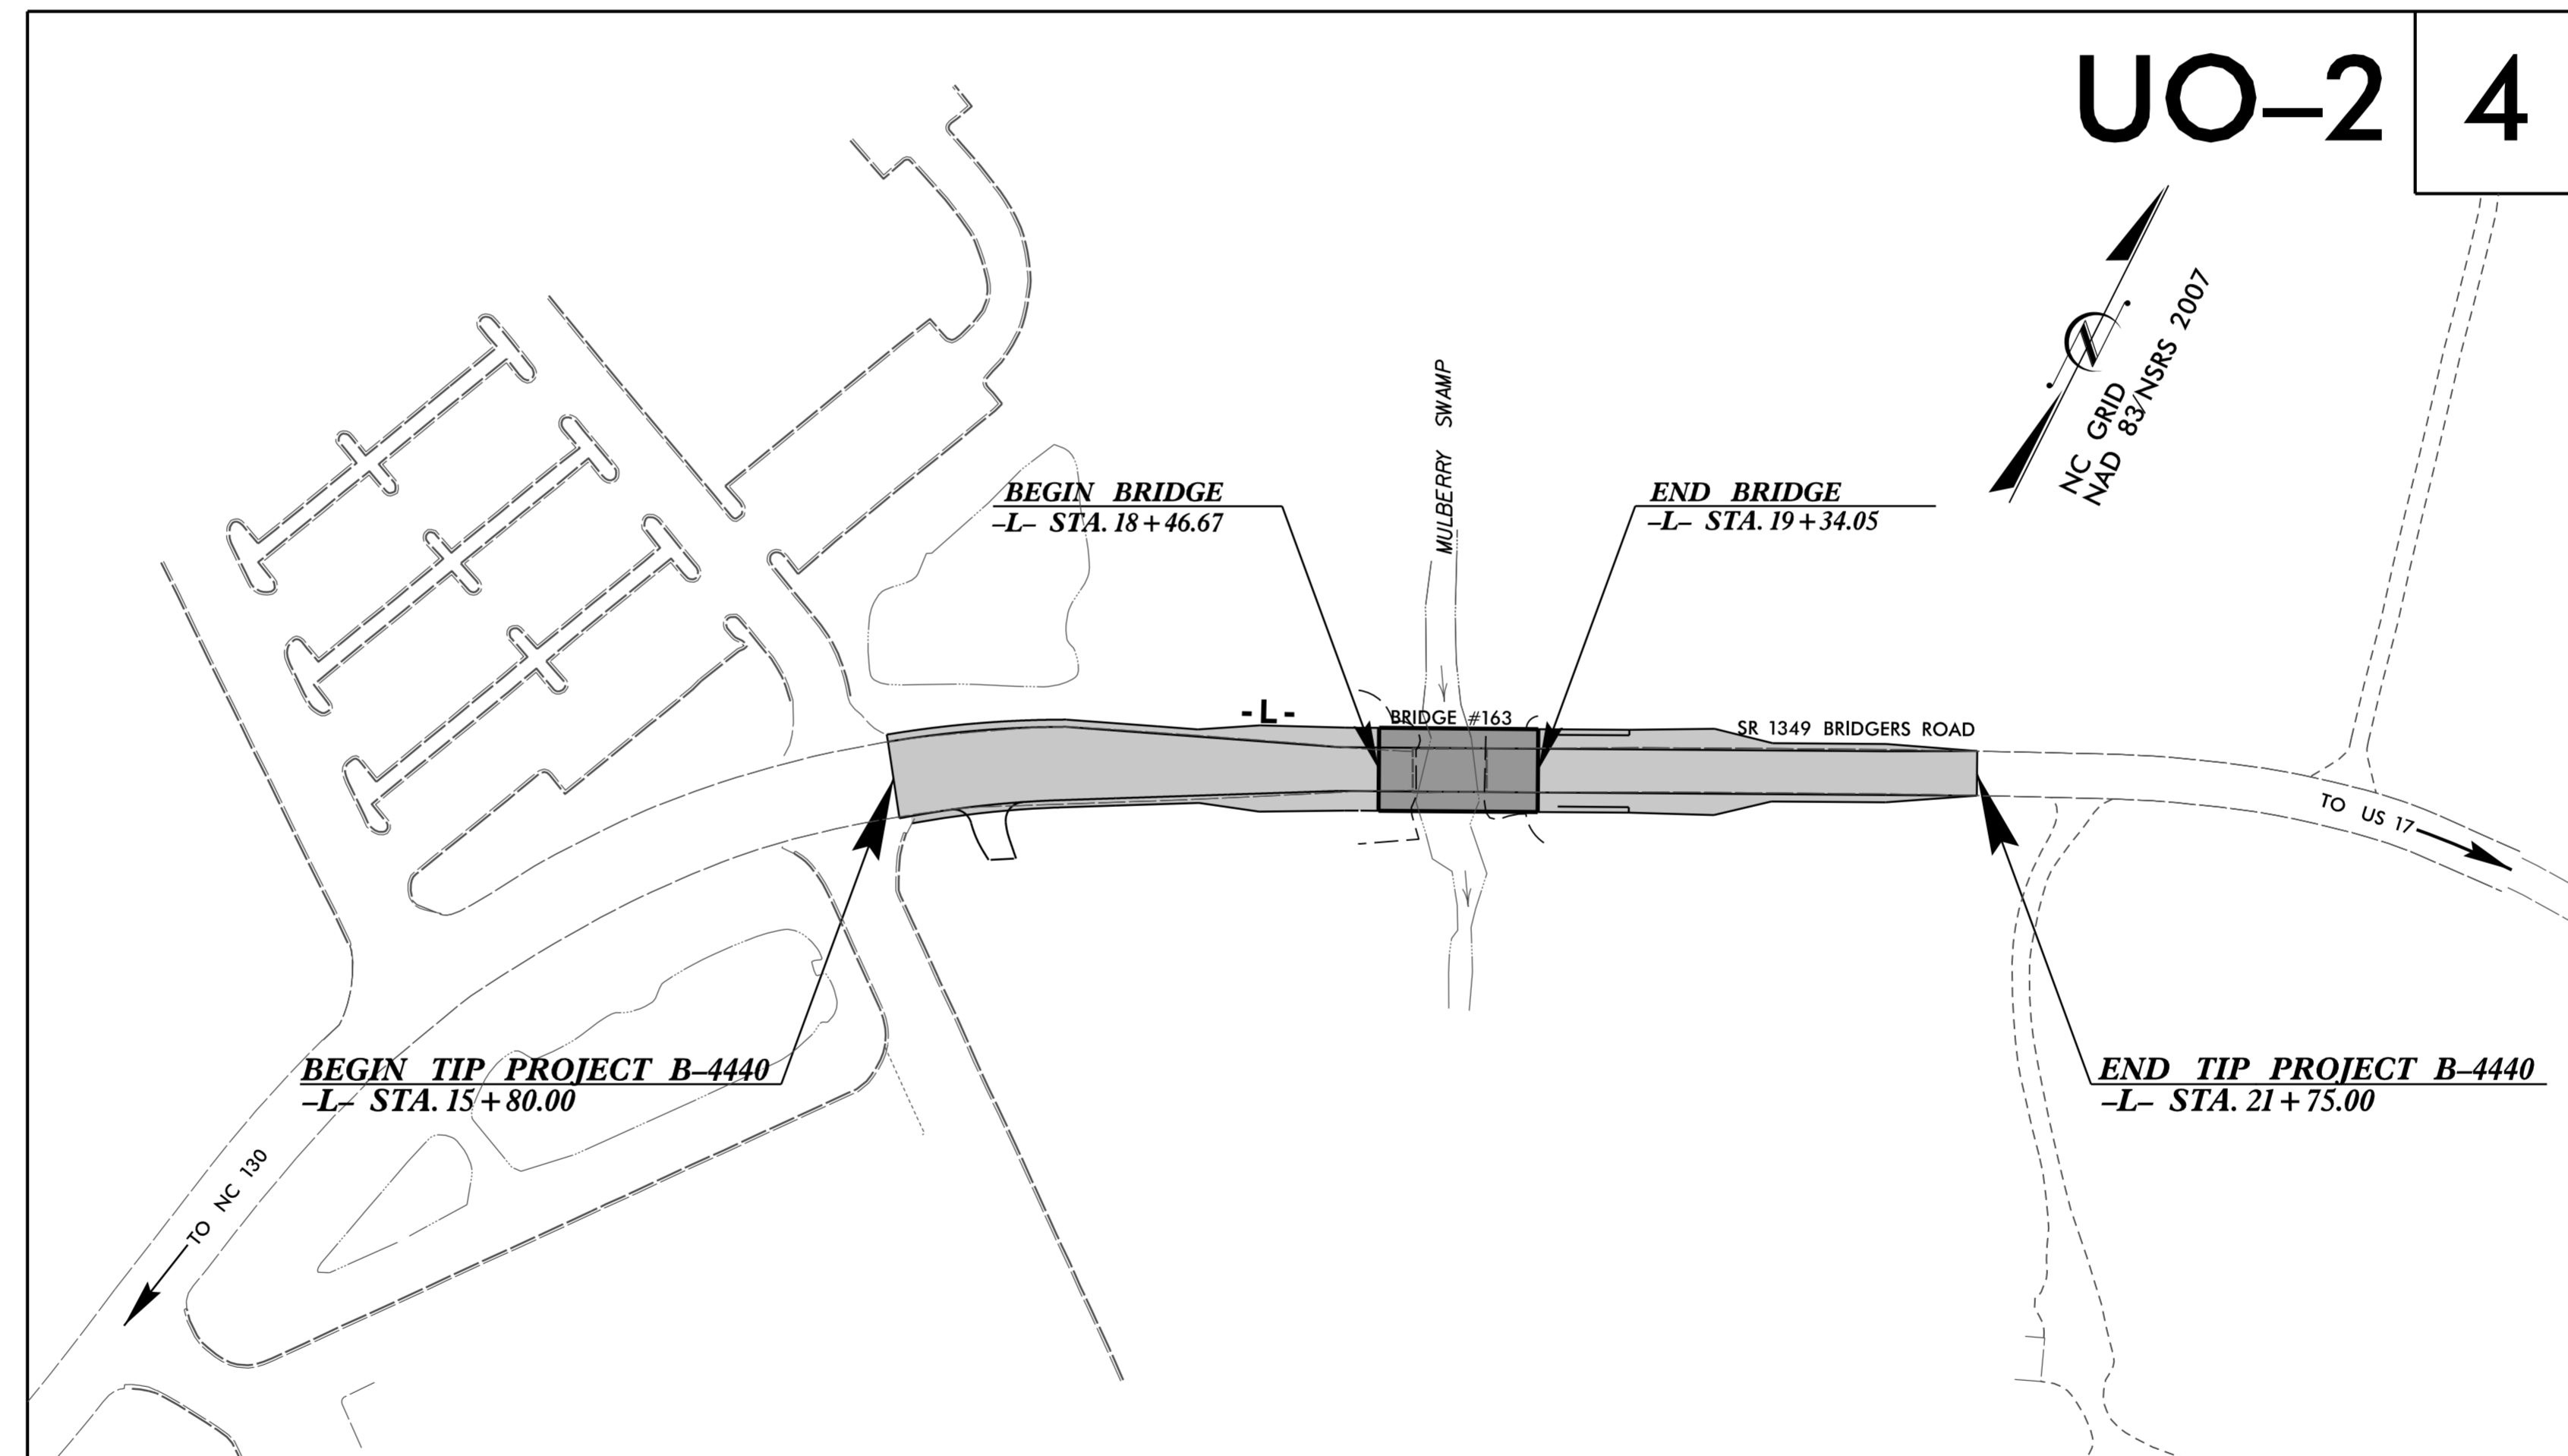 UO–2
4
NC GRID
NAD 83/NSRS 2007
MULBERRY SWAMP
BEGIN BRIDGE
–L– STA. 18+46.67
END BRIDGE
–L– STA. 19+34.05
-L-
BRIDGE #163
SR 1349 BRIDGERS ROAD
TO US 17
BEGIN TIP PROJECT B–4440
–L– STA. 15+80.00
END TIP PROJECT B–4440
–L– STA. 21+75.00
TO NC 130